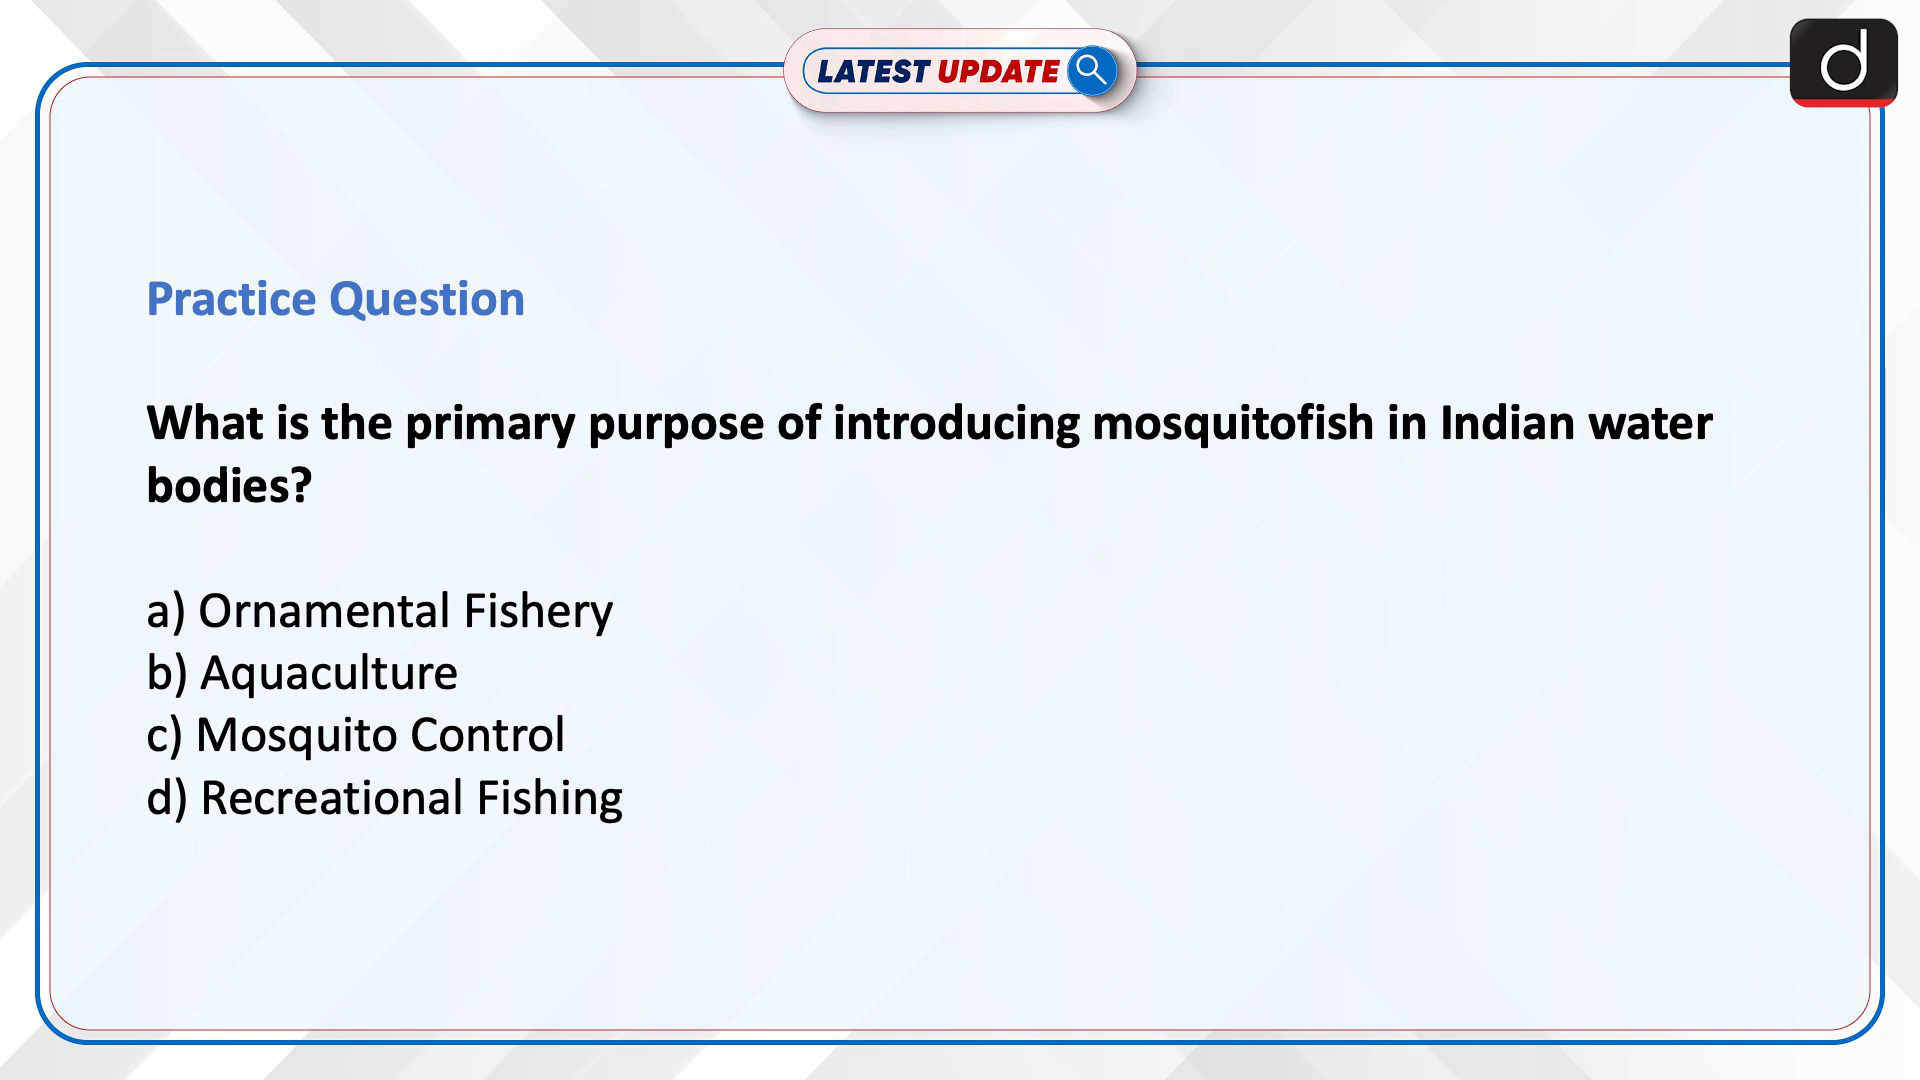 LATEST UPDATE
d
Practice Question
What is the primary purpose of introducing mosquitofish in Indian water
bodies?
a) Ornamental Fishery
b) Aquaculture
c) Mosquito Control
d) Recreational Fishing